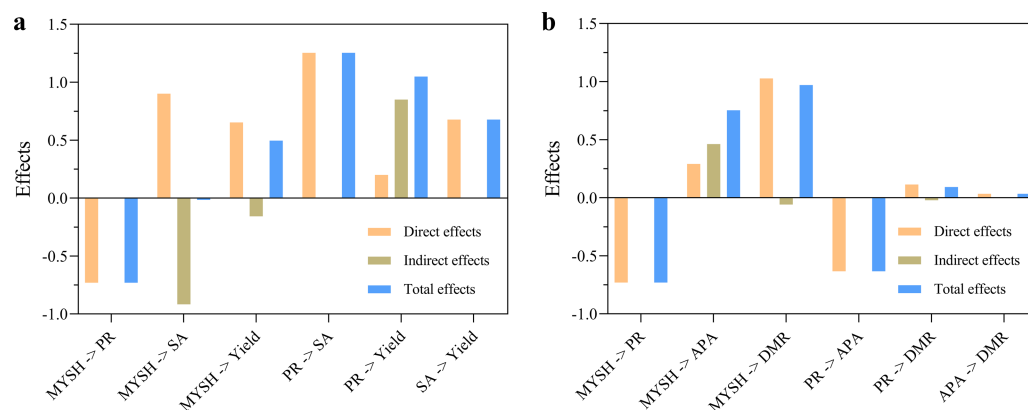 a
Effects
1.5
1.0
0.5
0.0
-0.5
-1.0
Direct effects
Indirect effects
Total effects
MYSH -> PR
MYSH -> SA
MYSH -> Yield
PR -> SA
PR -> Yield
SA -> Yield
b
Effects
1.5
1.0
0.5
0.0
-0.5
-1.0
Direct effects
Indirect effects
Total effects
MYSH -> PR
MYSH -> APA
MYSH -> DMR
PR -> APA
PR -> DMR
APA -> DMR